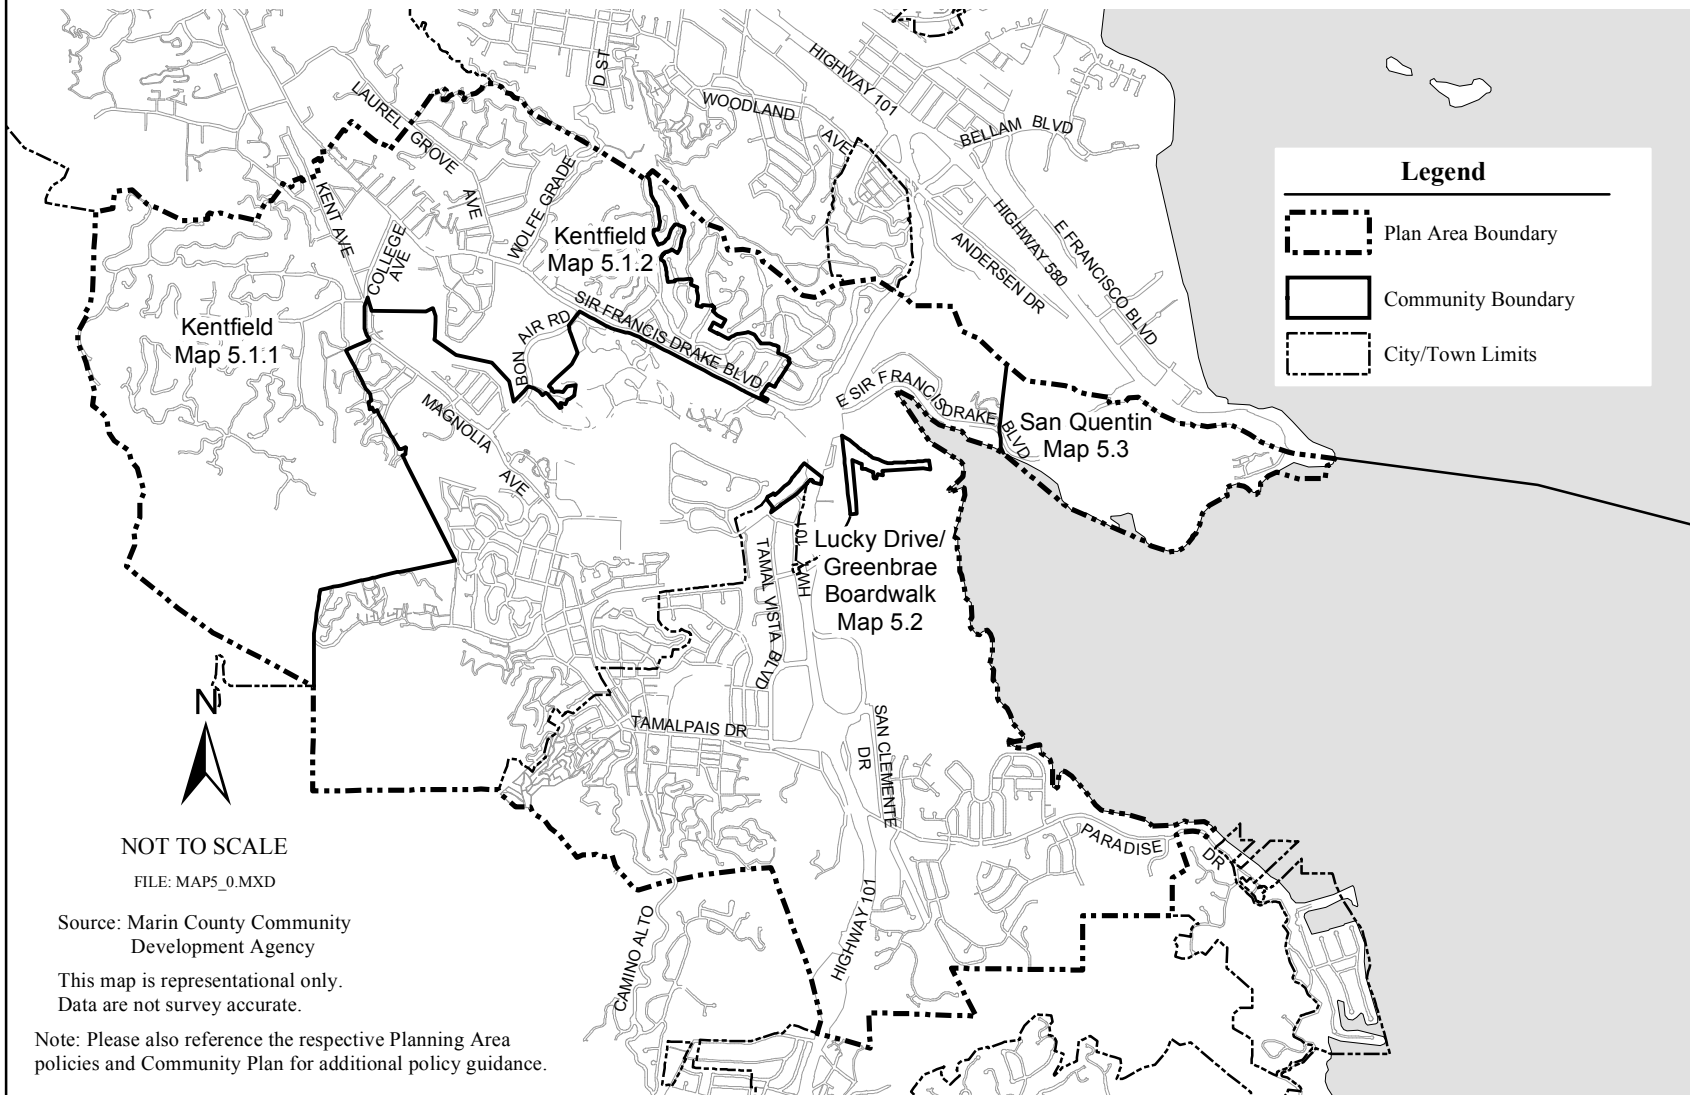 D ST
HIGHWAY 101
LAUREL GROVE AVE
WOODLAND AVE
BELLAM BLVD
Legend
Plan Area Boundary
Community Boundary
City/Town Limits
KENT AVE
COLLEGE AVE
WOLFE GRADE
Kentfield
Map 5.1.2
HIGHWAY 580
E FRANCISCO BLVD
ANDERSEN DR
Kentfield
Map 5.1.1
BON AIR RD
SIR FRANCIS DRAKE BLVD
E SIR FRANCIS DRAKE BLVD
San Quentin
Map 5.3
MAGNOLIA AVE
HWY 101
TAMAL VISTA BLVD
Lucky Drive/
Greenbrae
Boardwalk
Map 5.2
N
TAMALPAIS DR
SAN CLEMENTE DR
PARADISE DR
CAMINO ALTO
HIGHWAY 101
NOT TO SCALE
FILE: MAP5_0.MXD
Source: Marin County Community
Development Agency
This map is representational only.
Data are not survey accurate.
Note: Please also reference the respective Planning Area
policies and Community Plan for additional policy guidance.